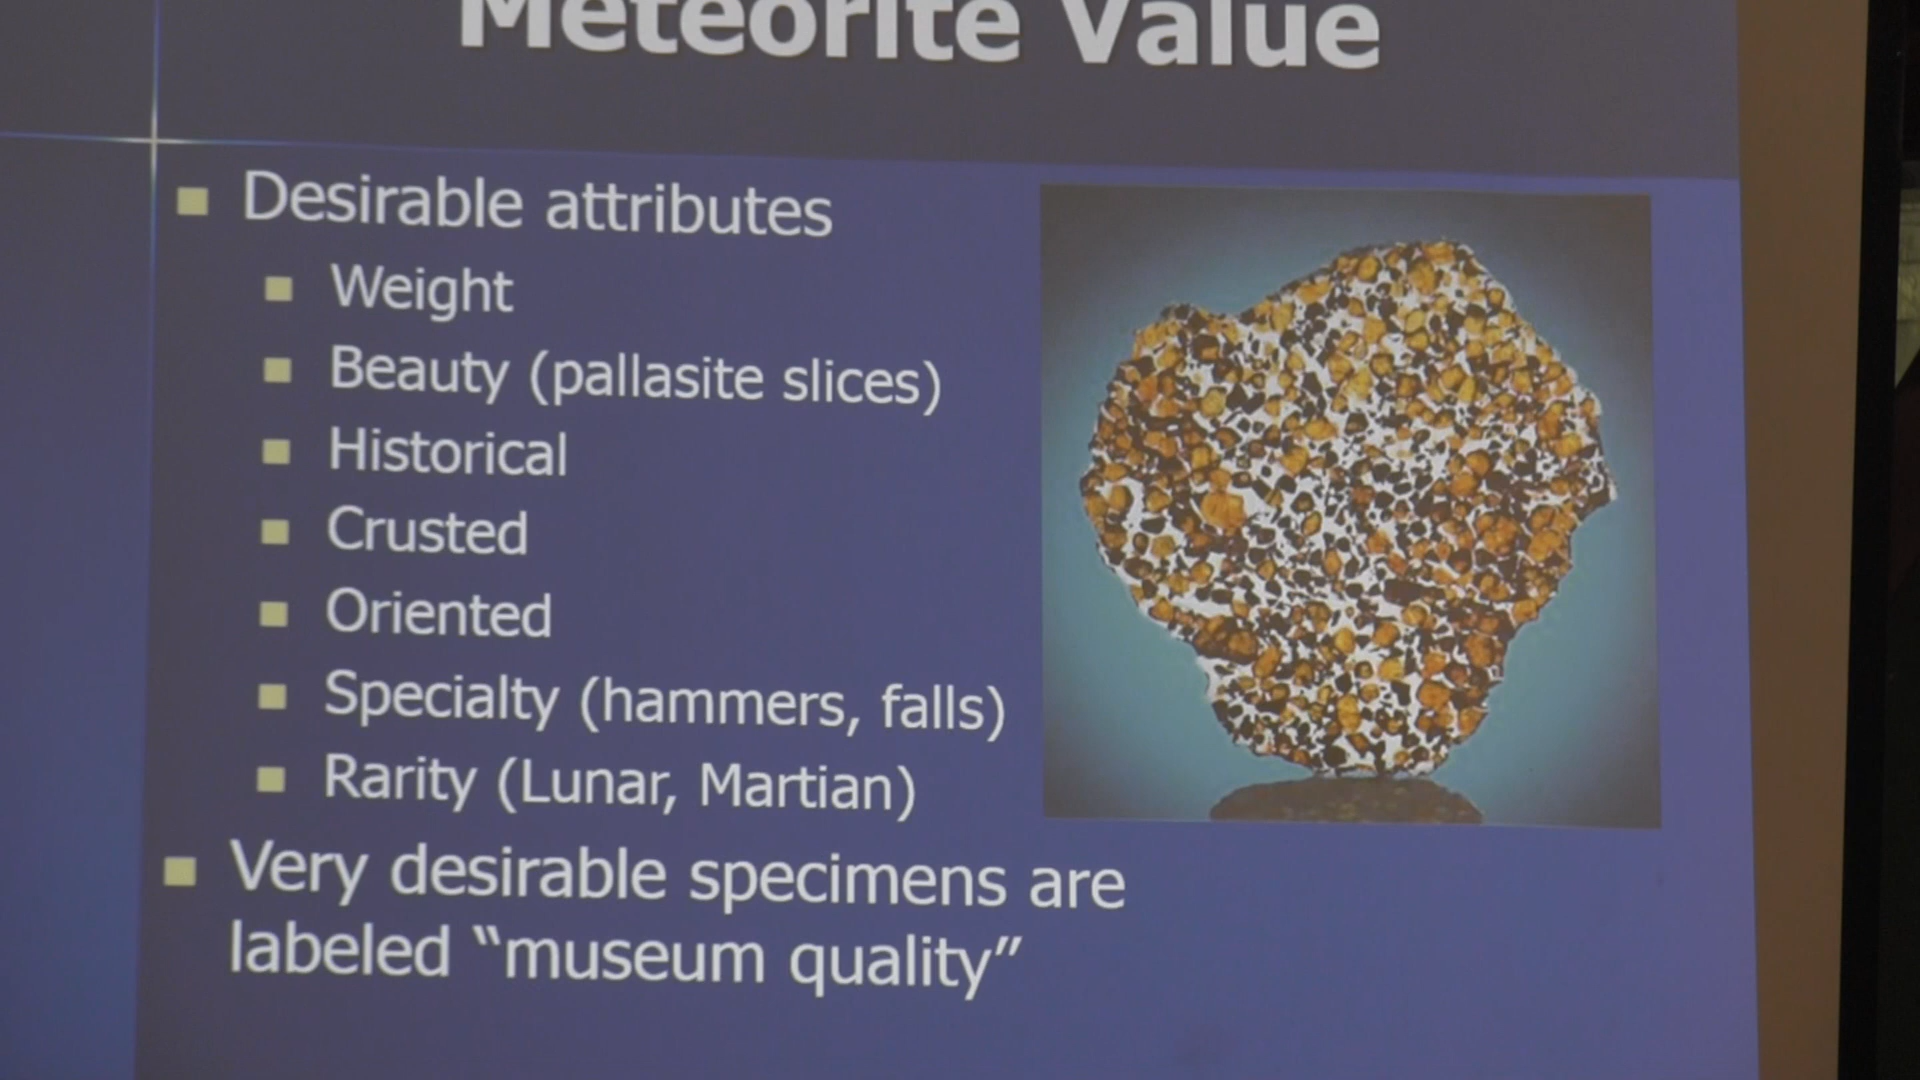 Meteorite Value
Desirable attributes
Weight
Beauty (pallasite slices)
Historical
Crusted
Oriented
Specialty (hammers, falls)
Rarity (Lunar, Martian)
Very desirable specimens are
labeled “museum quality”